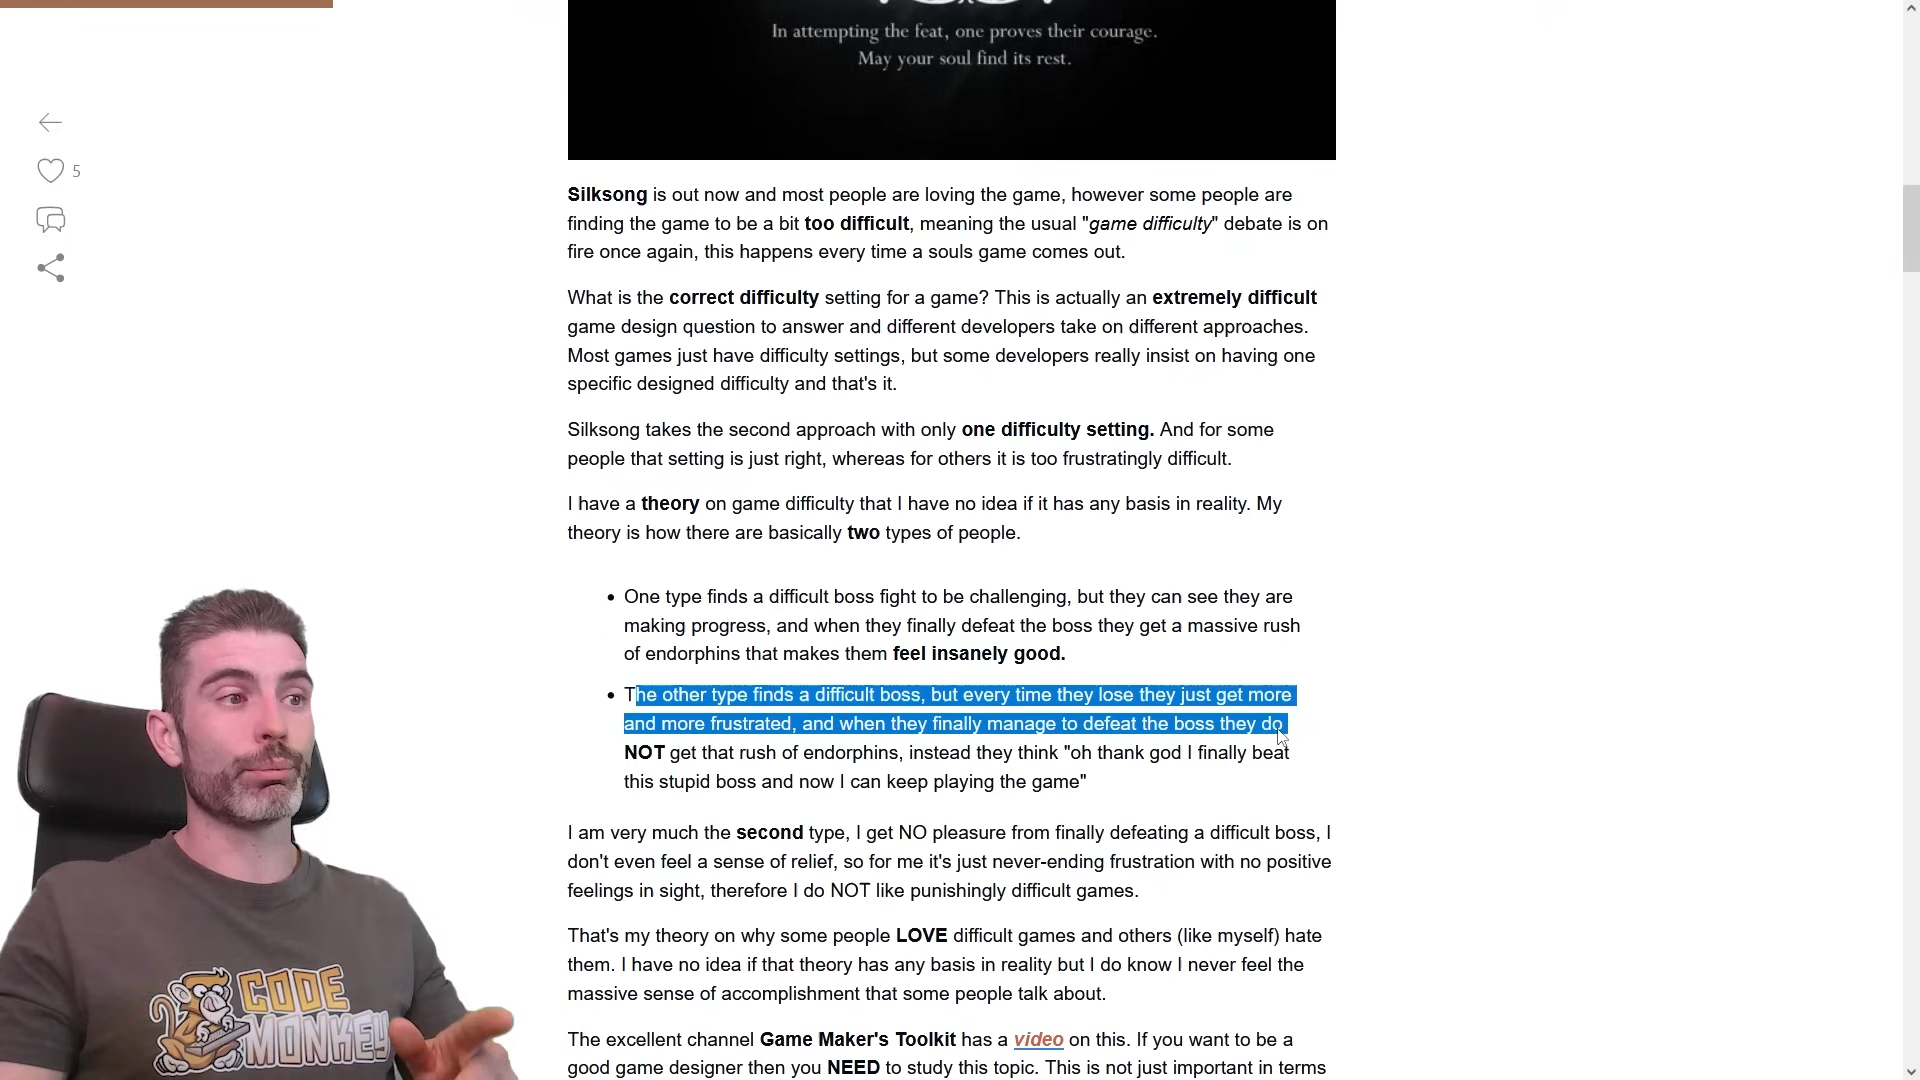 In attempting the feat, one proves their courage.
May your soul find its rest.
5
Silksong is out now and most people are loving the game, however some people are
finding the game to be a bit too difficult, meaning the usual "game difficulty" debate is on
fire once again, this happens every time a souls game comes out.
What is the correct difficulty setting for a game? This is actually an extremely difficult
game design question to answer and different developers take on different approaches.
Most games just have difficulty settings, but some developers really insist on having one
specific designed difficulty and that's it.
Silksong takes the second approach with only one difficulty setting. And for some
people that setting is just right, whereas for others it is too frustratingly difficult.
I have a theory on game difficulty that I have no idea if it has any basis in reality. My
theory is how there are basically two types of people.
• One type finds a difficult boss fight to be challenging, but they can see they are
making progress, and when they finally defeat the boss they get a massive rush
of endorphins that makes them feel insanely good.
• The other type finds a difficult boss, but every time they lose they just get more
and more frustrated, and when they finally manage to defeat the boss they do
NOT get that rush of endorphins, instead they think "oh thank god I finally beat
this stupid boss and now I can keep playing the game"
I am very much the second type, I get NO pleasure from finally defeating a difficult boss, I
don't even feel a sense of relief, so for me it's just never-ending frustration with no positive
feelings in sight, therefore I do NOT like punishingly difficult games.
That's my theory on why some people LOVE difficult games and others (like myself) hate
them. I have no idea if that theory has any basis in reality but I do know I never feel the
massive sense of accomplishment that some people talk about.
The excellent channel Game Maker's Toolkit has a video on this. If you want to be a
good game designer then you NEED to study this topic. This is not just important in terms
CODE
MONKEY